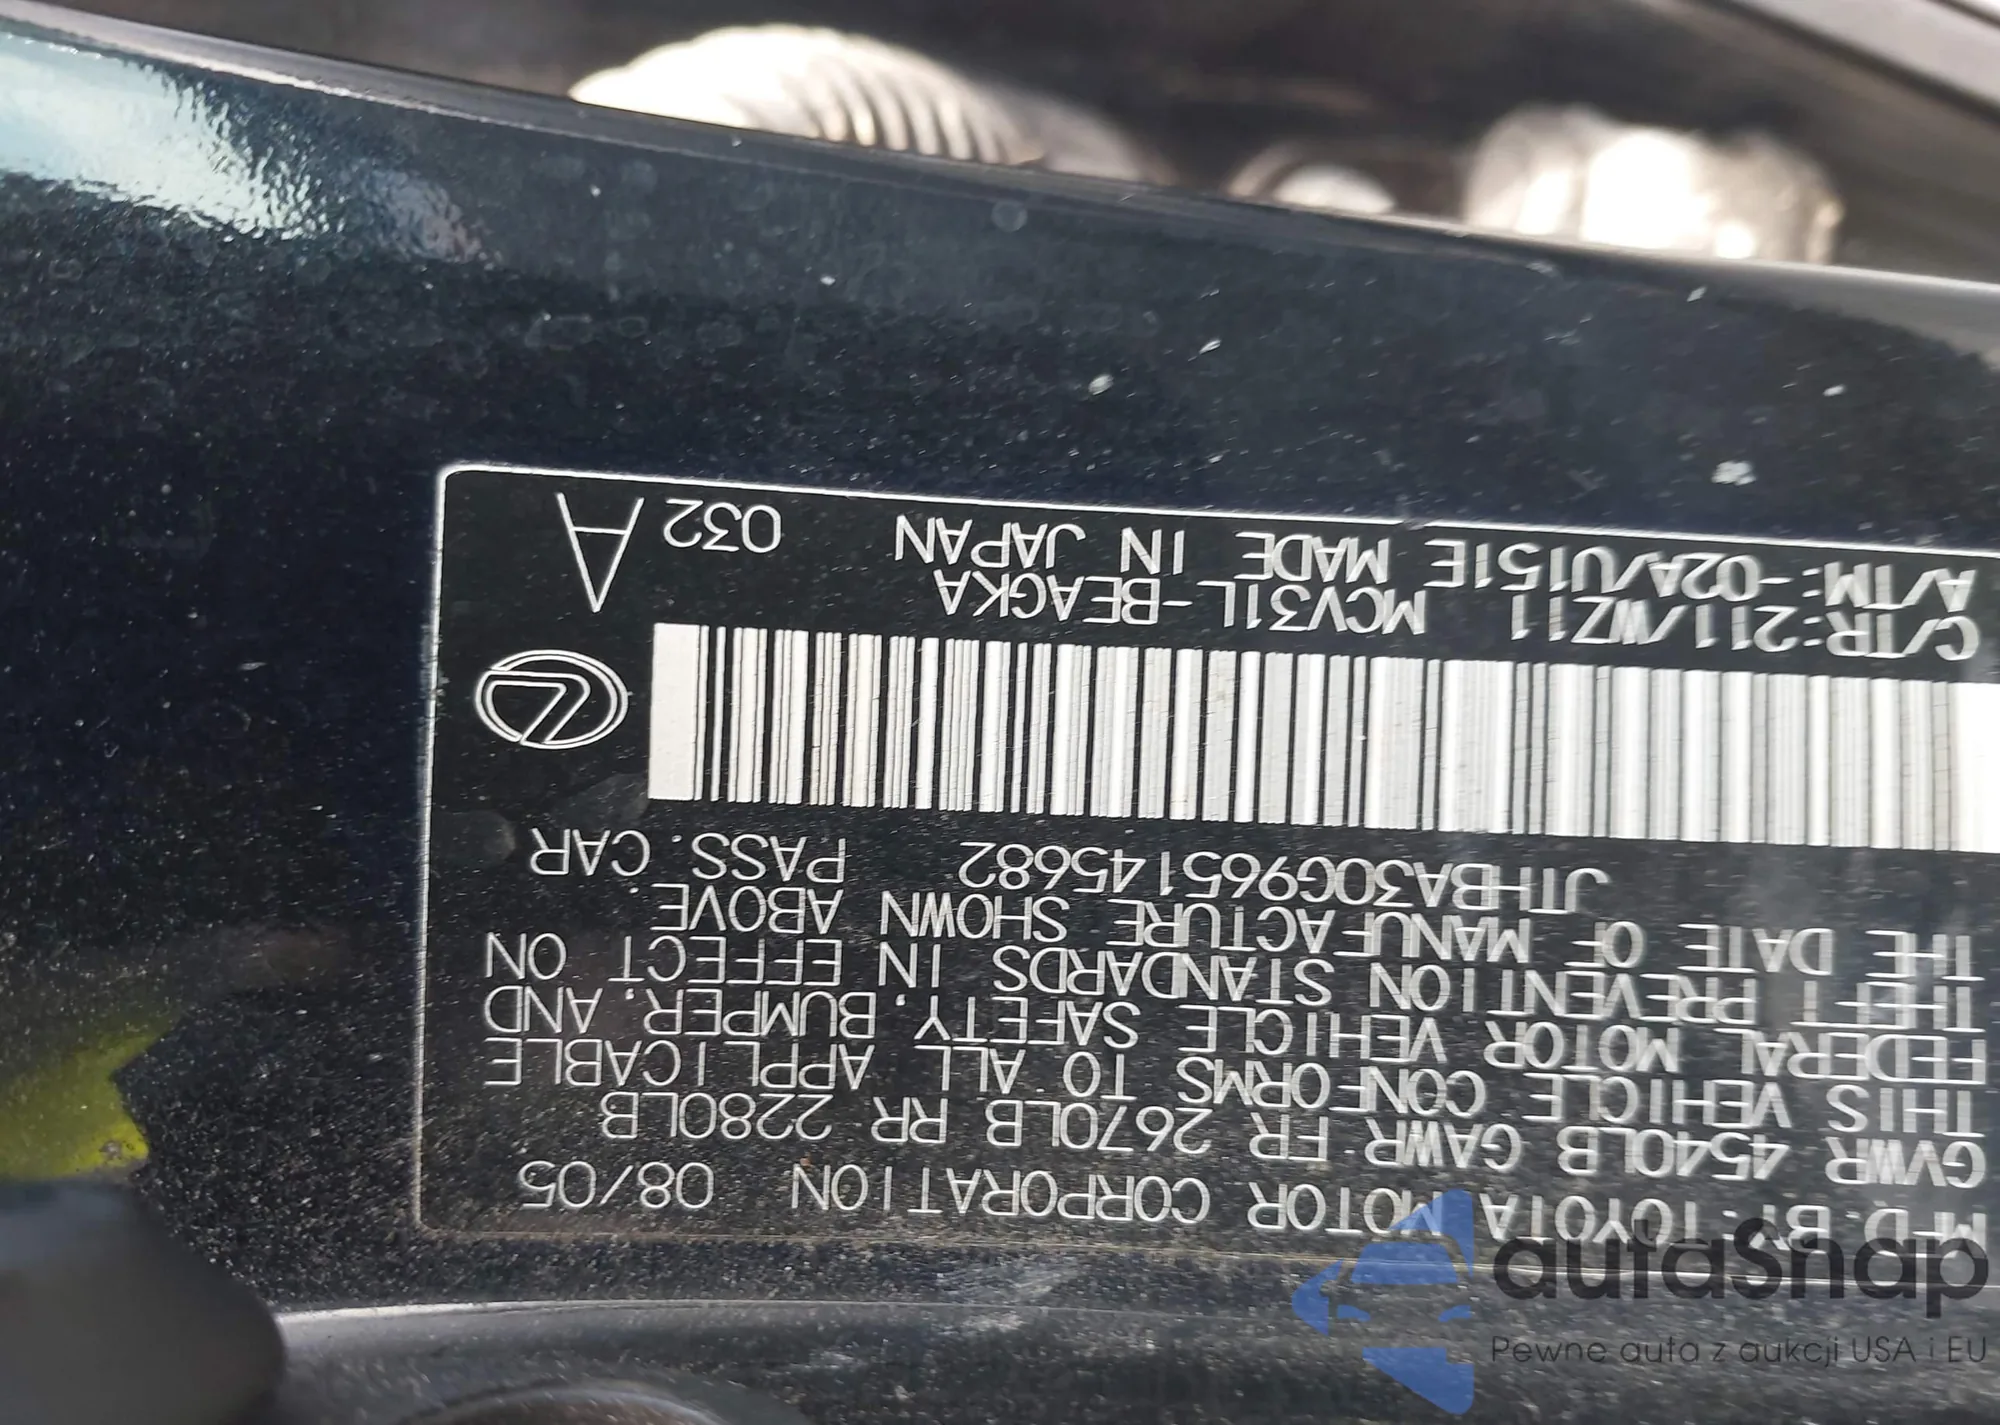 MFD. BY: TOYOTA MOTOR CORPORATION 08/05
GVWR 4540LB GAWR FR 2670LB RR 2280LB
THIS VEHICLE CONFORMS TO ALL APPLICABLE
FEDERAL MOTOR VEHICLE SAFETY, BUMPER, AND
THEFT PREVENTION STANDARDS IN EFFECT ON
THE DATE OF MANUFACTURE SHOWN ABOVE.
JTHBA30G965145682 PASS. CAR
C/TR:211/WZ11 MCV31L-BEAGKA
A/TM:-02A/U151E MADE IN JAPAN 032 A
autaSnap
Pewne auta z aukcji USA i EU